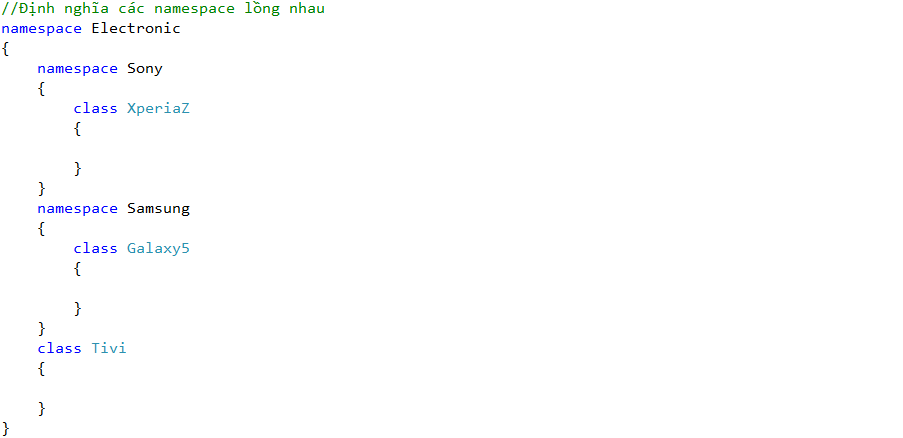 //Định nghĩa các namespace lồng nhau
namespace Electronic
{
    namespace Sony
    {
        class XperiaZ
        {

        }
    }
    namespace Samsung
    {
        class Galaxy5
        {

        }
    }
    class Tivi
    {

    }
}